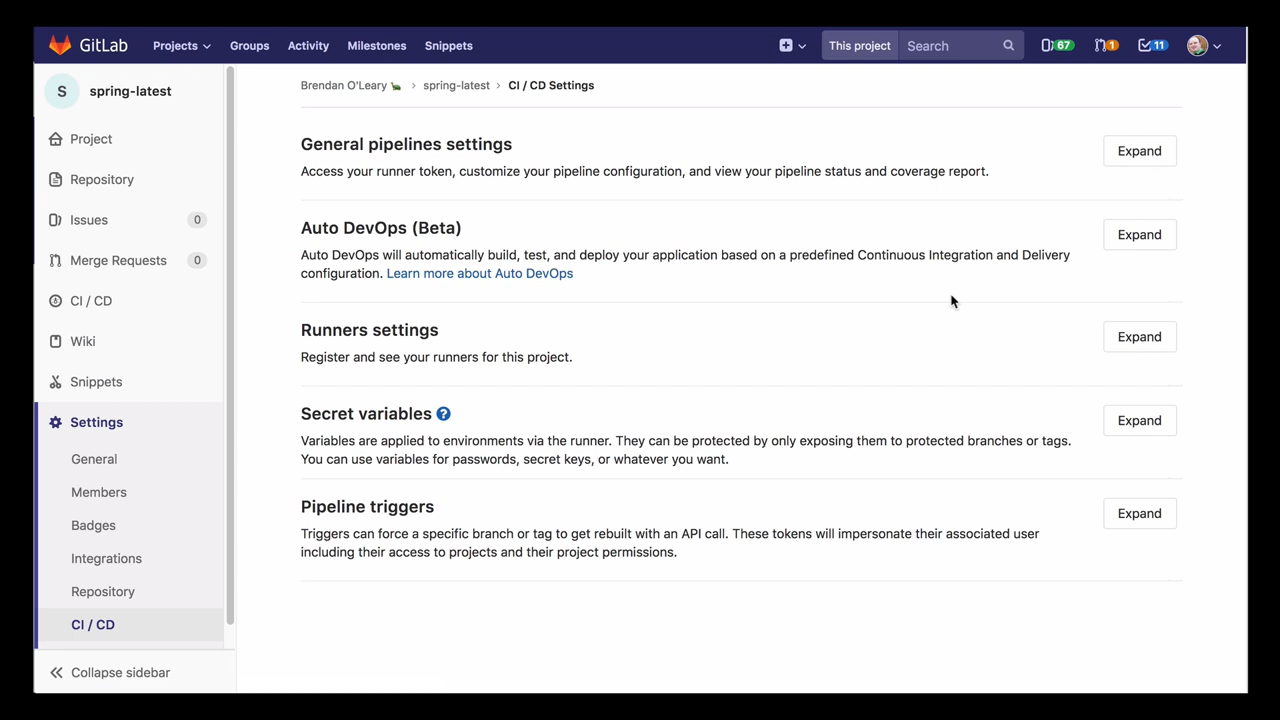 GitLab Projects Groups Activity Milestones Snippets This project Search 67 1 11
S spring-latest
Project
Repository
Issues 0
Merge Requests 0
CI / CD
Wiki
Snippets
Settings
General
Members
Badges
Integrations
Repository
CI / CD
Collapse sidebar
Brendan O'Leary › spring-latest › CI / CD Settings
General pipelines settings
Expand
Access your runner token, customize your pipeline configuration, and view your pipeline status and coverage report.
Auto DevOps (Beta)
Expand
Auto DevOps will automatically build, test, and deploy your application based on a predefined Continuous Integration and Delivery
configuration. Learn more about Auto DevOps
Runners settings
Expand
Register and see your runners for this project.
Secret variables ?
Expand
Variables are applied to environments via the runner. They can be protected by only exposing them to protected branches or tags.
You can use variables for passwords, secret keys, or whatever you want.
Pipeline triggers
Expand
Triggers can force a specific branch or tag to get rebuilt with an API call. These tokens will impersonate their associated user
including their access to projects and their project permissions.